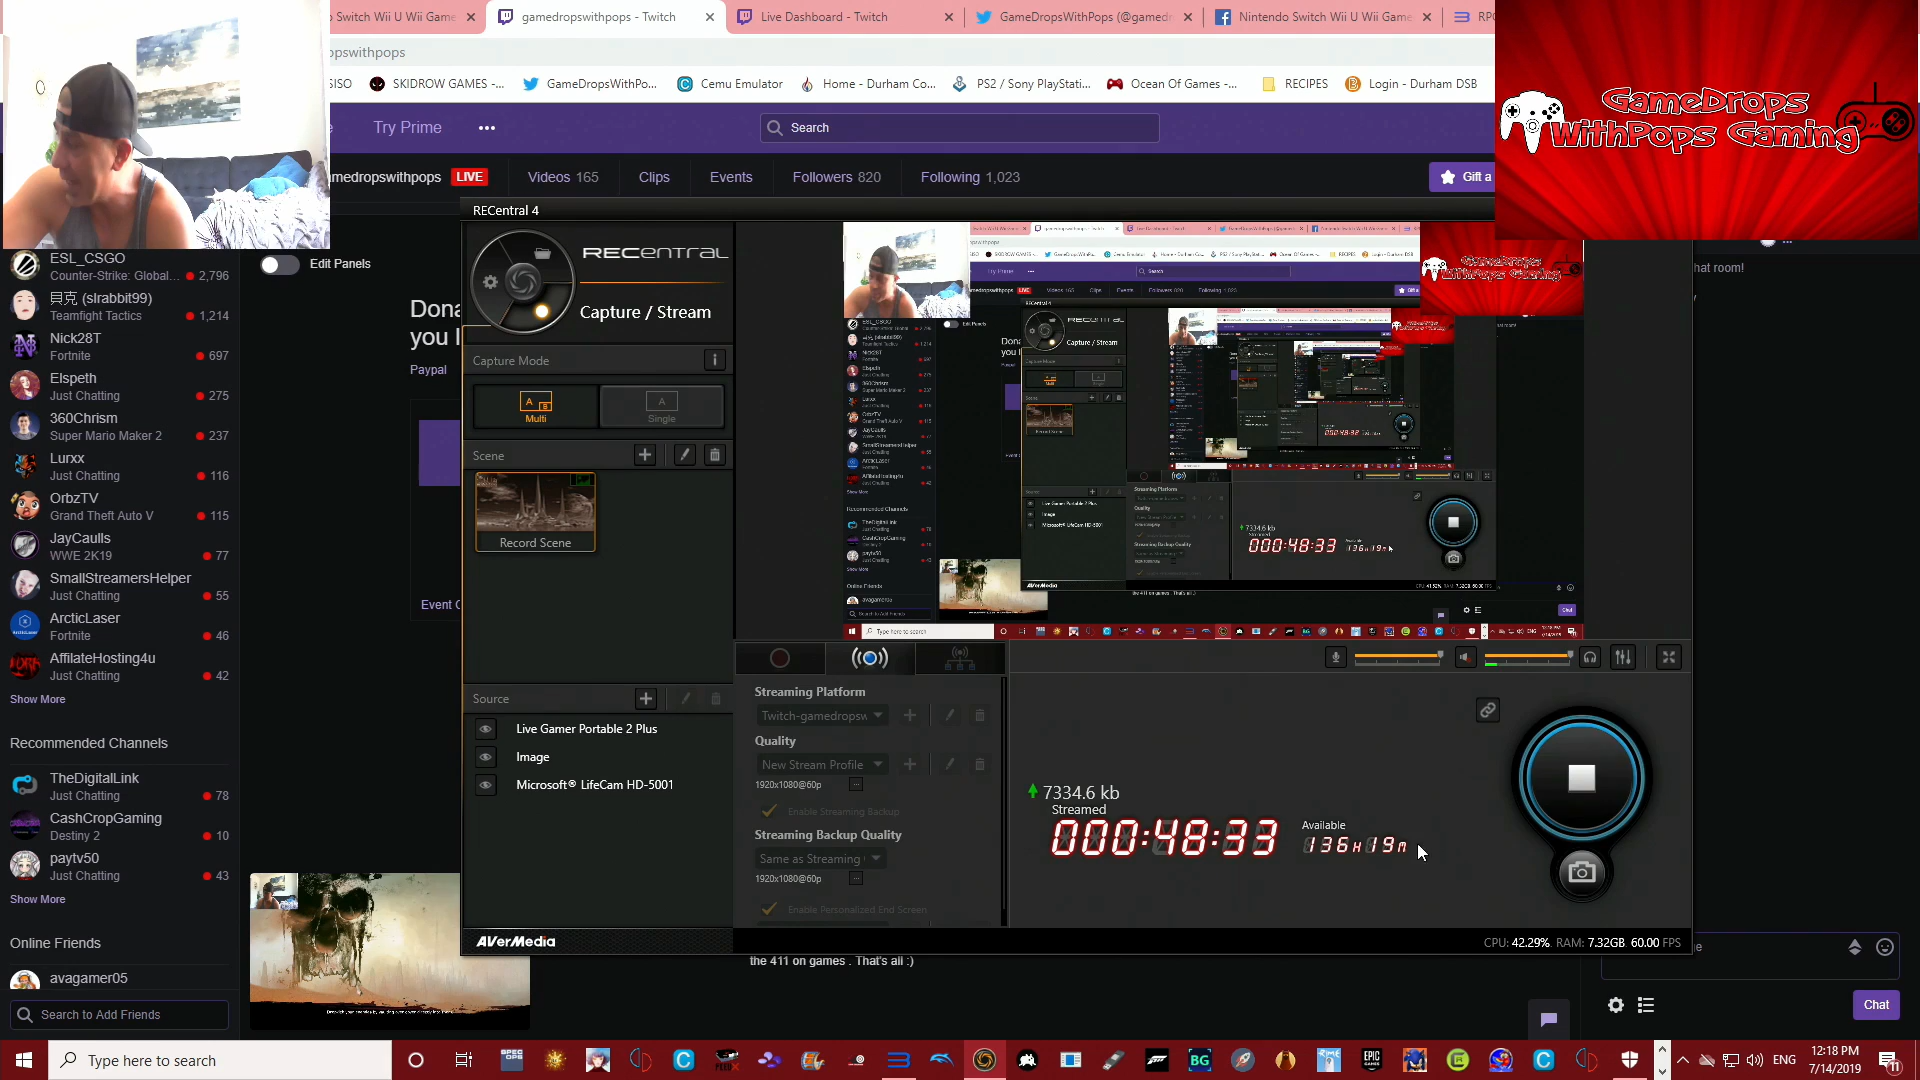 o Switch Wii U Wii Game
gamedropswithpops - Twitch
Live Dashboard - Twitch
GameDropsWithPops (@gamedr
Nintendo Switch Wii U Wii Game
RPC
opswithpops
ISO
SKIDROW GAMES -...
GameDropsWithPo...
Cemu Emulator
Home - Durham Co...
PS2 / Sony PlayStati...
Ocean Of Games -...
RECIPES
Login - Durham DSB
GameDrops
WithPops Gaming
Try Prime
Search
medropswithpops LIVE
Videos 165
Clips
Events
Followers 820
Following 1,023
Gift a
REcentral 4
ESL_CSGO
Counter-Strike: Global... 2,796
貝克 (slrabbit99)
Teamfight Tactics 1,214
Nick28T
Fortnite 697
Elspeth
Just Chatting 275
360Chrism
Super Mario Maker 2 237
Lurxx
Just Chatting 116
OrbzTV
Grand Theft Auto V 115
JayCaulls
WWE 2K19 77
SmallStreamersHelper
Just Chatting 55
ArcticLaser
Fortnite 46
AffilateHosting4u
Just Chatting 42
Show More
Recommended Channels
TheDigitalLink
Just Chatting 78
CashCropGaming
Destiny 2 10
paytv50
Just Chatting 43
Show More
Online Friends
avagamer05
Search to Add Friends
Edit Panels
Dona
you l
Paypal
Event C
RECentral
Capture / Stream
Capture Mode
Multi
Single
Scene
Record Scene
Source
Live Gamer Portable 2 Plus
Image
Microsoft® LifeCam HD-5001
AVerMedia
Streaming Platform
Twitch-gamedropsw
Quality
New Stream Profile
1920x1080@60p
Enable Streaming Backup
Streaming Backup Quality
Same as Streaming
1920x1080@60p
Enable Personalized End Screen
7334.6 kb
Streamed
000:48:33
Available
136H19m
CPU: 42.29%. RAM: 7.32GB. 60.00 FPS
hat room!
the 411 on games . That's all :)
Chat
Type here to search
ENG
12:18 PM
7/14/2019
11